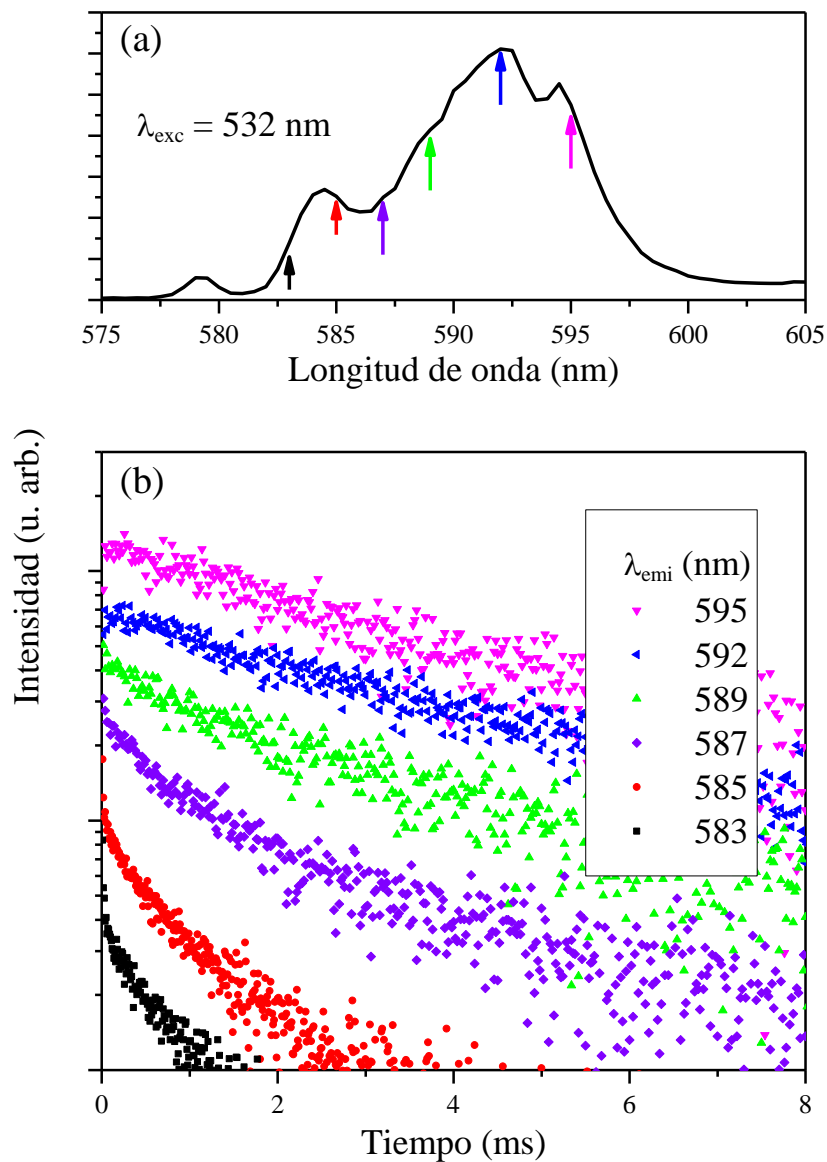 (a)
λexc = 532 nm
575 580 585 590 595 600 605
Longitud de onda (nm)
Intensidad (u. arb.)
(b)
λemi (nm)
595
592
589
587
585
583
0 2 4 6 8
Tiempo (ms)